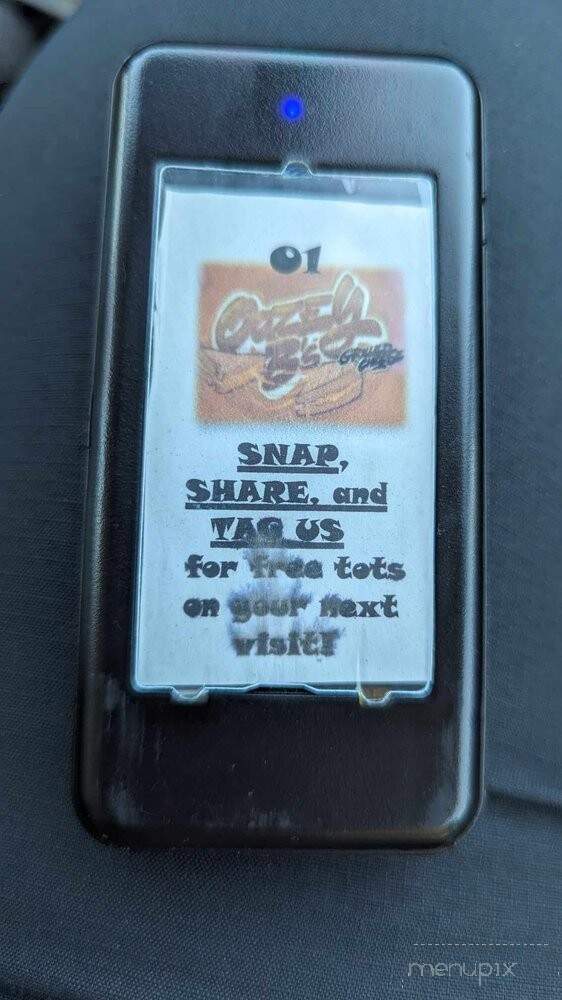 01
B's
SNAP,
SHARE, and
TAG US
for free tots
on your next
visit!
menupix